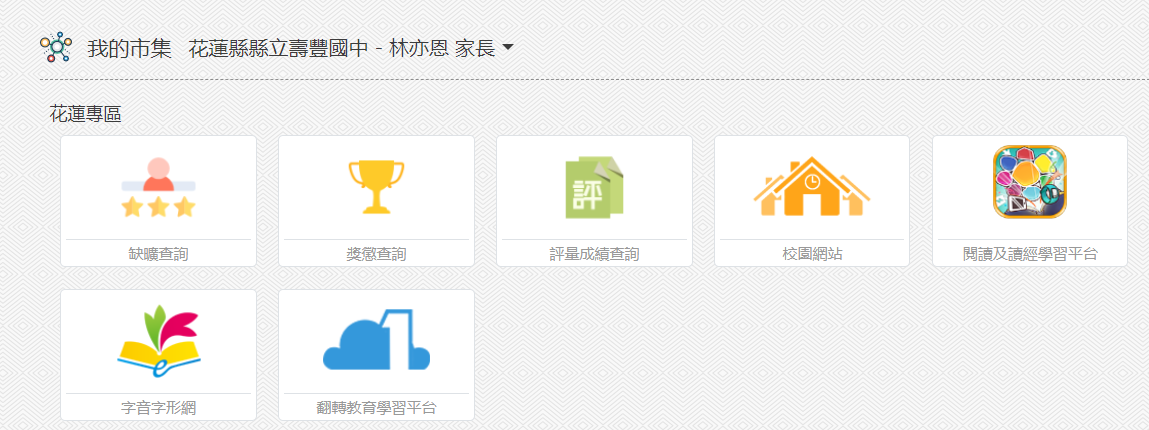 我的市集 花蓮縣縣立壽豐國中 - 林亦恩 家長
花蓮專區
評
缺曠查詢
獎懲查詢
評量成績查詢
校園網站
閱讀及讀經學習平台
字音字形網
翻轉教育學習平台